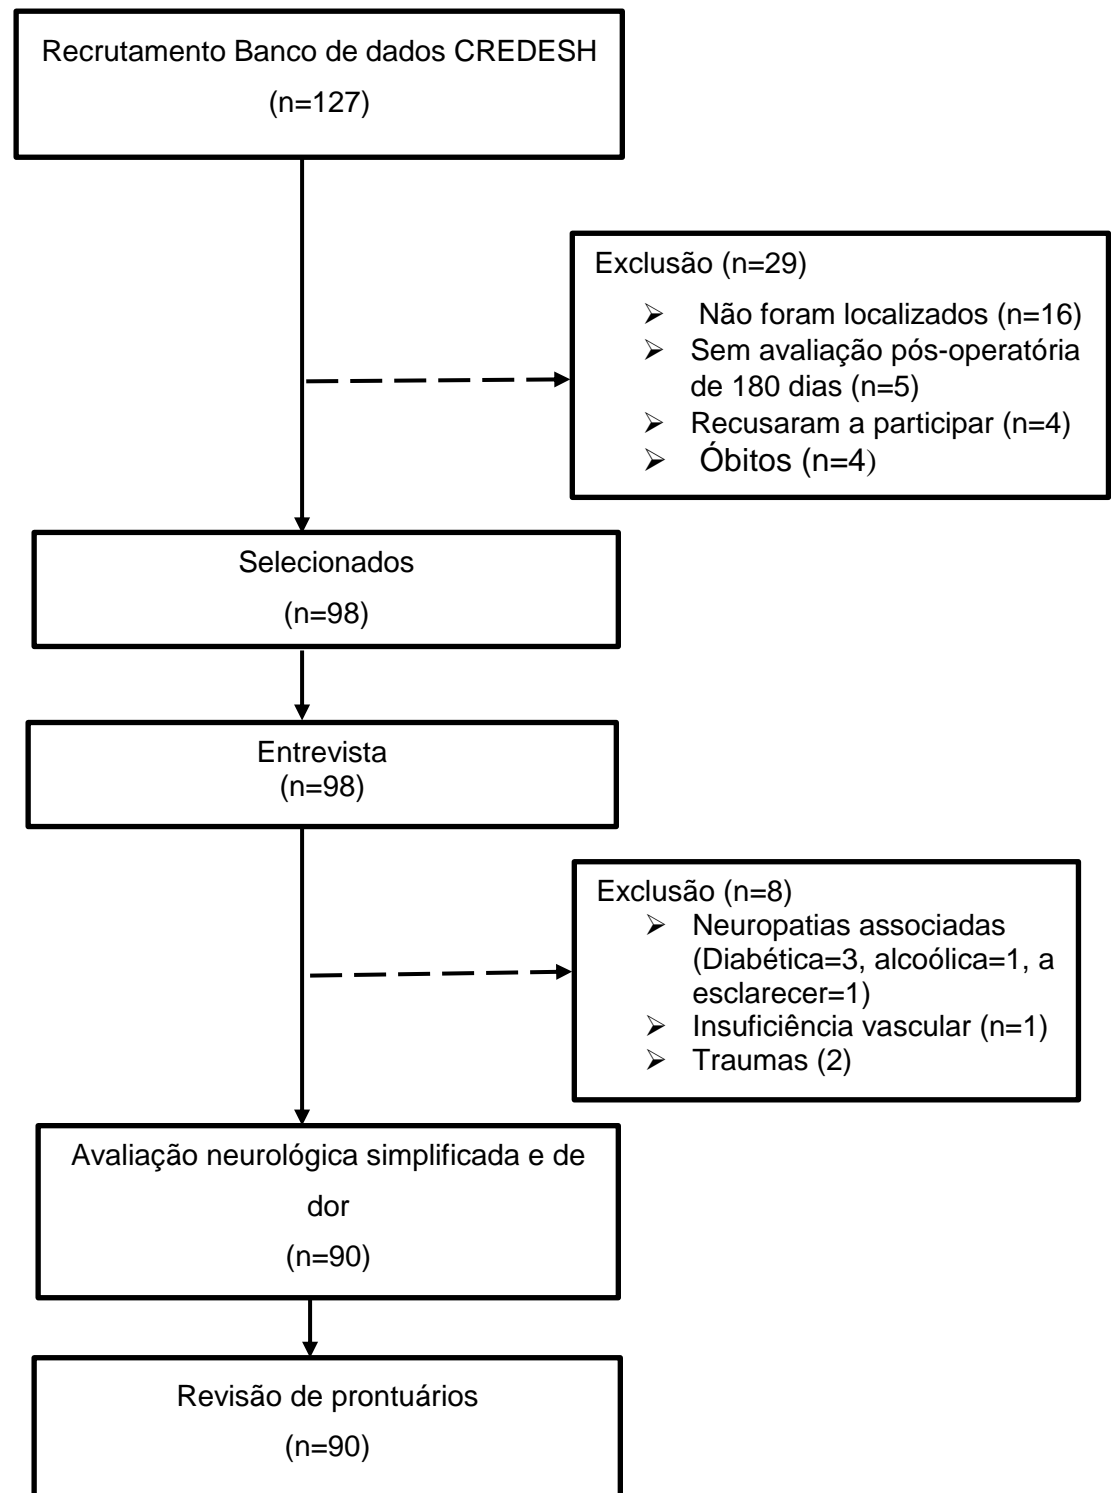 Recrutamento Banco de dados CREDESH
(n=127)
Exclusão (n=29)
➢ Não foram localizados (n=16)
➢ Sem avaliação pós-operatória
de 180 dias (n=5)
➢ Recusaram a participar (n=4)
➢ Óbitos (n=4)
Selecionados
(n=98)
Entrevista
(n=98)
Exclusão (n=8)
➢ Neuropatias associadas
(Diabética=3, alcoólica=1, a
esclarecer=1)
➢ Insuficiência vascular (n=1)
➢ Traumas (2)
Avaliação neurológica simplificada e de
dor
(n=90)
Revisão de prontuários
(n=90)